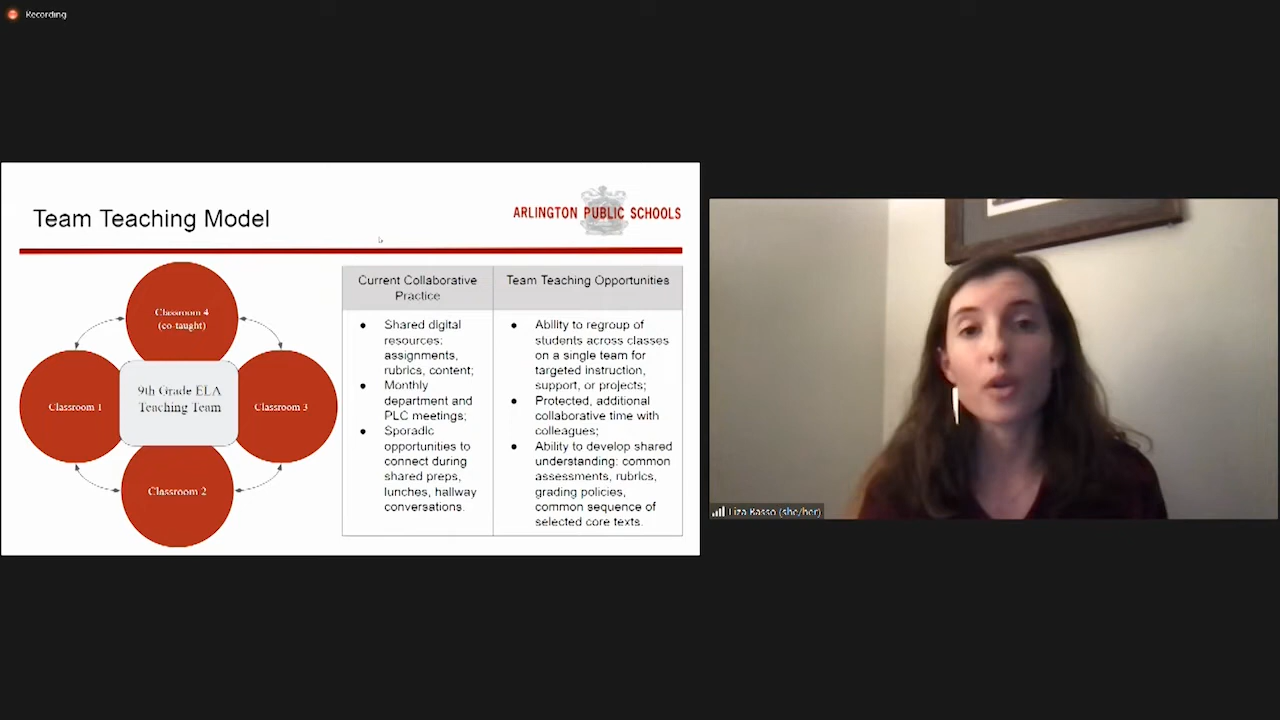 Recording
Team Teaching Model
ARLINGTON PUBLIC SCHOOLS
Classroom 4
(co-taught)
Classroom 1
9th Grade ELA
Teaching Team
Classroom 3
Classroom 2
Current Collaborative
Practice
● Shared digital
resources:
assignments,
rubrics, content;
● Monthly
department and
PLC meetings;
● Sporadic
opportunities to
connect during
shared preps,
lunches, hallway
conversations.
Team Teaching Opportunities
● Ability to regroup of
students across classes
on a single team for
targeted instruction,
support, or projects;
● Protected, additional
collaborative time with
colleagues;
● Ability to develop shared
understanding: common
assessments, rubrics,
grading policies,
common sequence of
selected core texts.
Liza Basso (she/her)